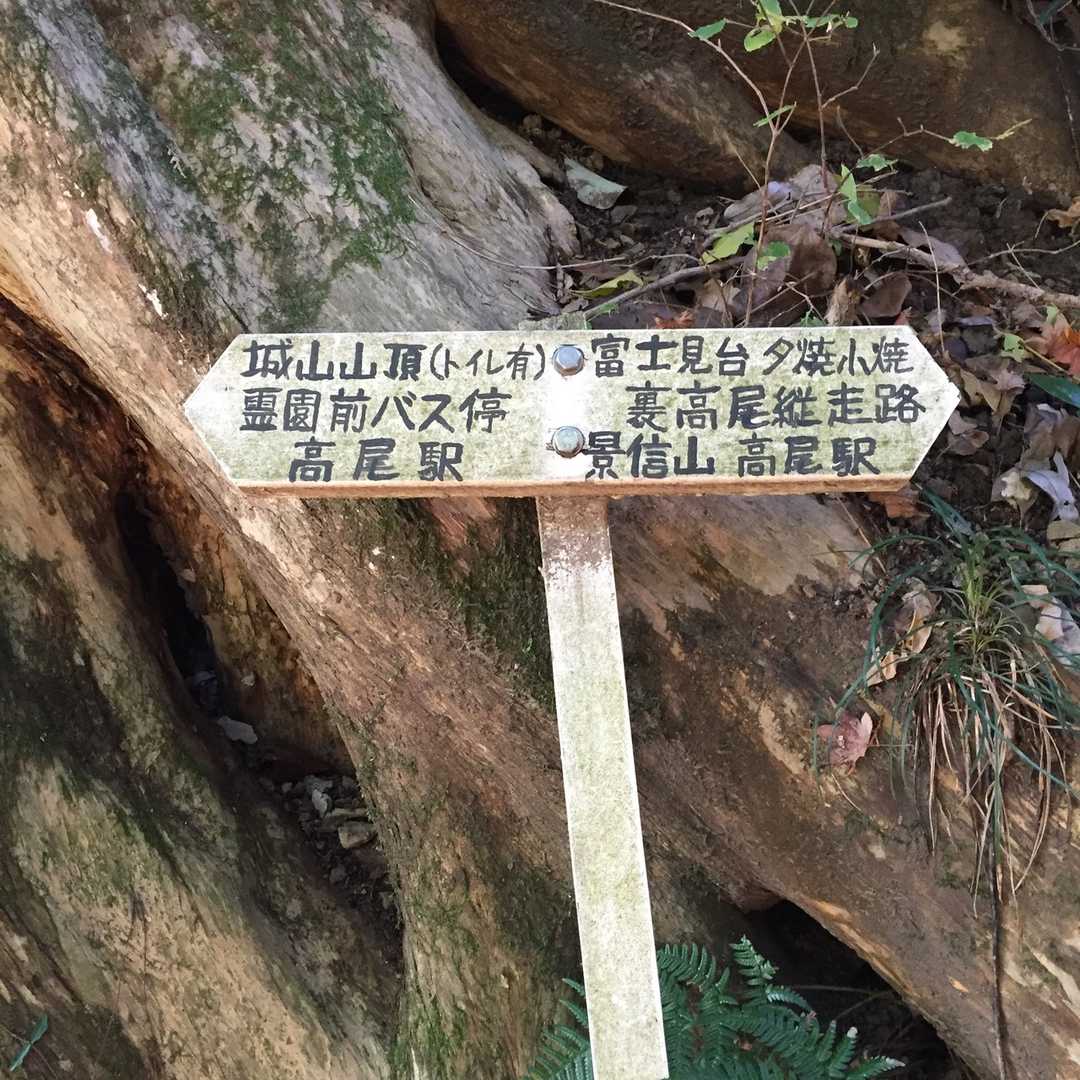 城山山頂(トイレ有)
霊園前バス停
高尾駅
富士見台 夕焼小焼
裏高尾縦走路
景信山 高尾駅